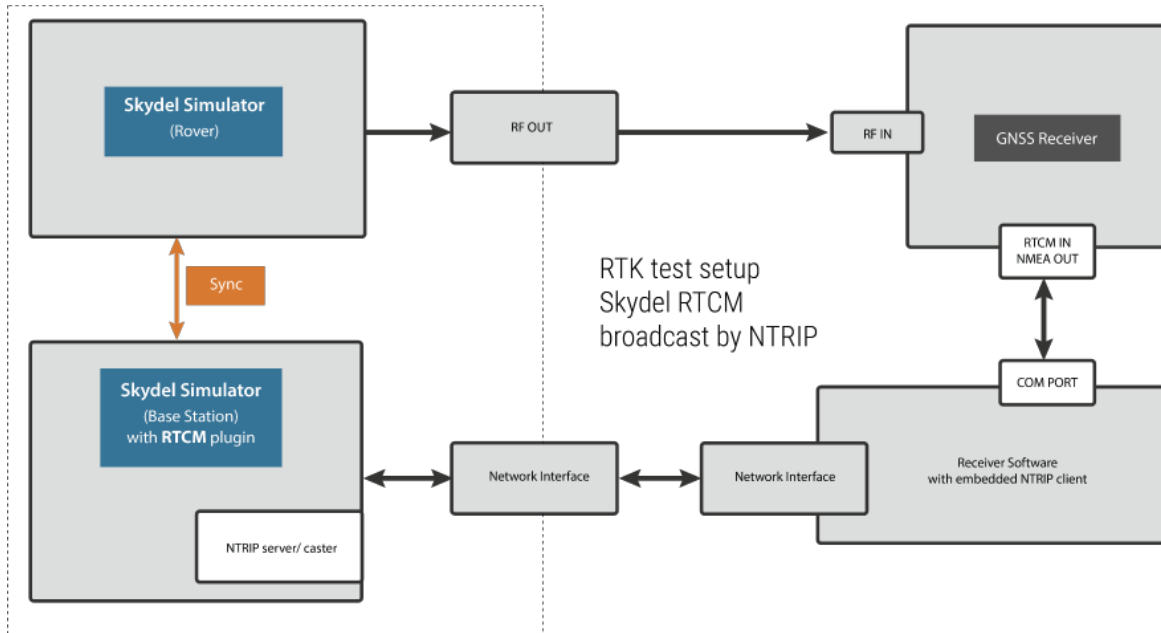 Skydel Simulator
(Rover)
RF OUT
RF IN
GNSS Receiver
RTCM IN
NMEA OUT
Sync
RTK test setup
Skydel RTCM
broadcast by NTRIP
Skydel Simulator
(Base Station)
with RTCM plugin
COM PORT
Network Interface
Network Interface
Receiver Software
with embedded NTRIP client
NTRIP server/ caster